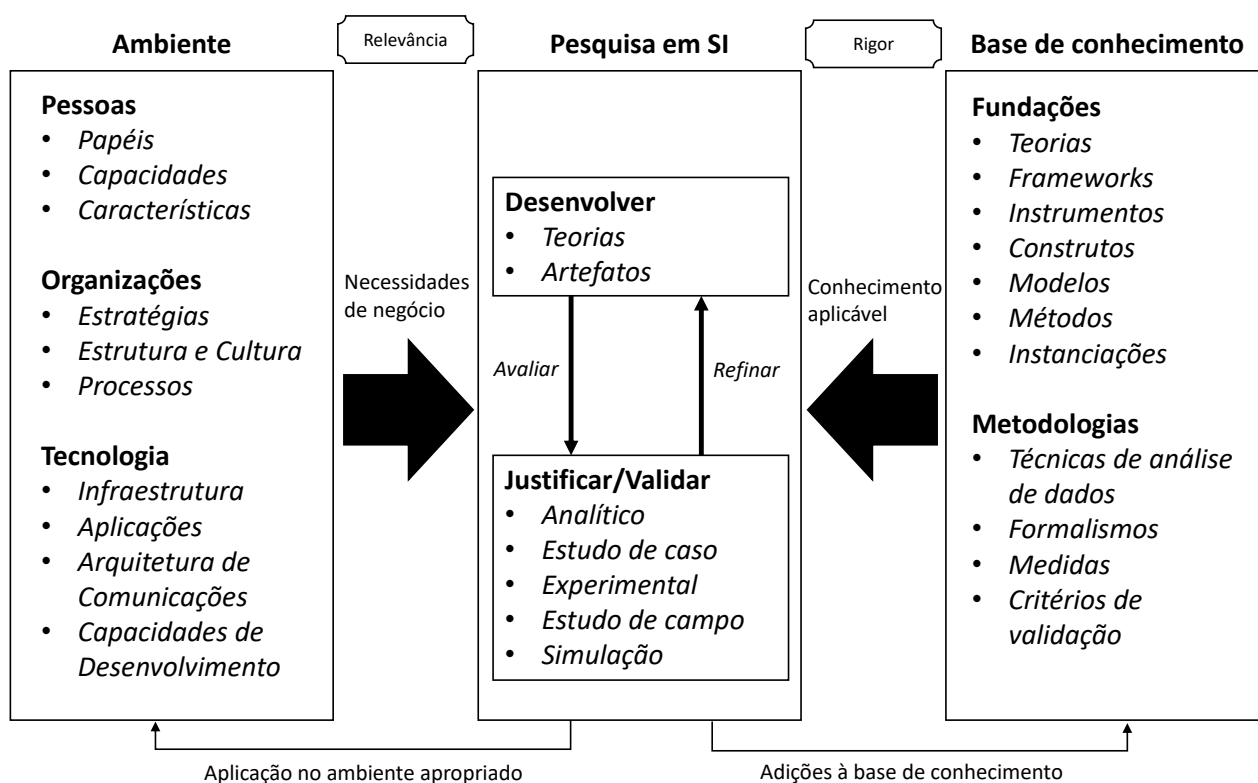 Ambiente
Relevância
Pesquisa em SI
Rigor
Base de conhecimento
Pessoas
• Papéis
• Capacidades
• Características
Organizações
• Estratégias
• Estrutura e Cultura
• Processos
Tecnologia
• Infraestrutura
• Aplicações
• Arquitetura de
Comunicações
• Capacidades de
Desenvolvimento
Necessidades
de negócio
Desenvolver
• Teorias
• Artefatos
Avaliar
Refinar
Justificar/Validar
• Analítico
• Estudo de caso
• Experimental
• Estudo de campo
• Simulação
Conhecimento
aplicável
Fundações
• Teorias
• Frameworks
• Instrumentos
• Construtos
• Modelos
• Métodos
• Instanciações
Metodologias
• Técnicas de análise
de dados
• Formalismos
• Medidas
• Critérios de
validação
Aplicação no ambiente apropriado
Adições à base de conhecimento